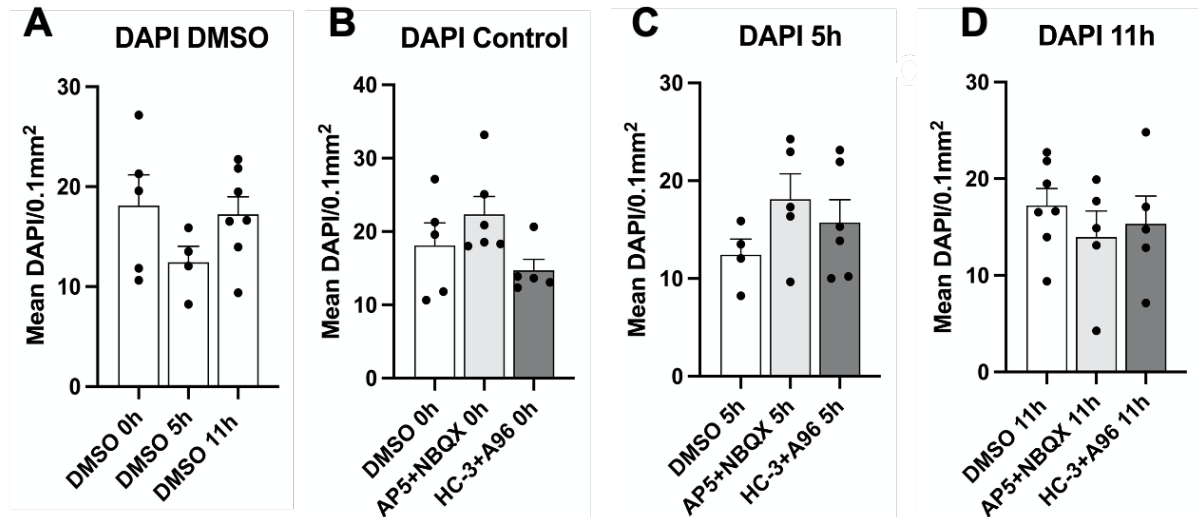 A
DAPI DMSO
Mean DAPI/0.1mm²
30
20
10
0
DMSO 0h
DMSO 5h
DMSO 11h
B
DAPI Control
Mean DAPI/0.1mm²
40
30
20
10
0
DMSO 0h
AP5+NBQX 0h
HC-3+A96 0h
C
DAPI 5h
Mean DAPI/0.1mm²
30
20
10
0
DMSO 5h
AP5+NBQX 5h
HC-3+A96 5h
D
DAPI 11h
Mean DAPI/0.1mm²
30
20
10
0
DMSO 11h
AP5+NBQX 11h
HC-3+A96 11h